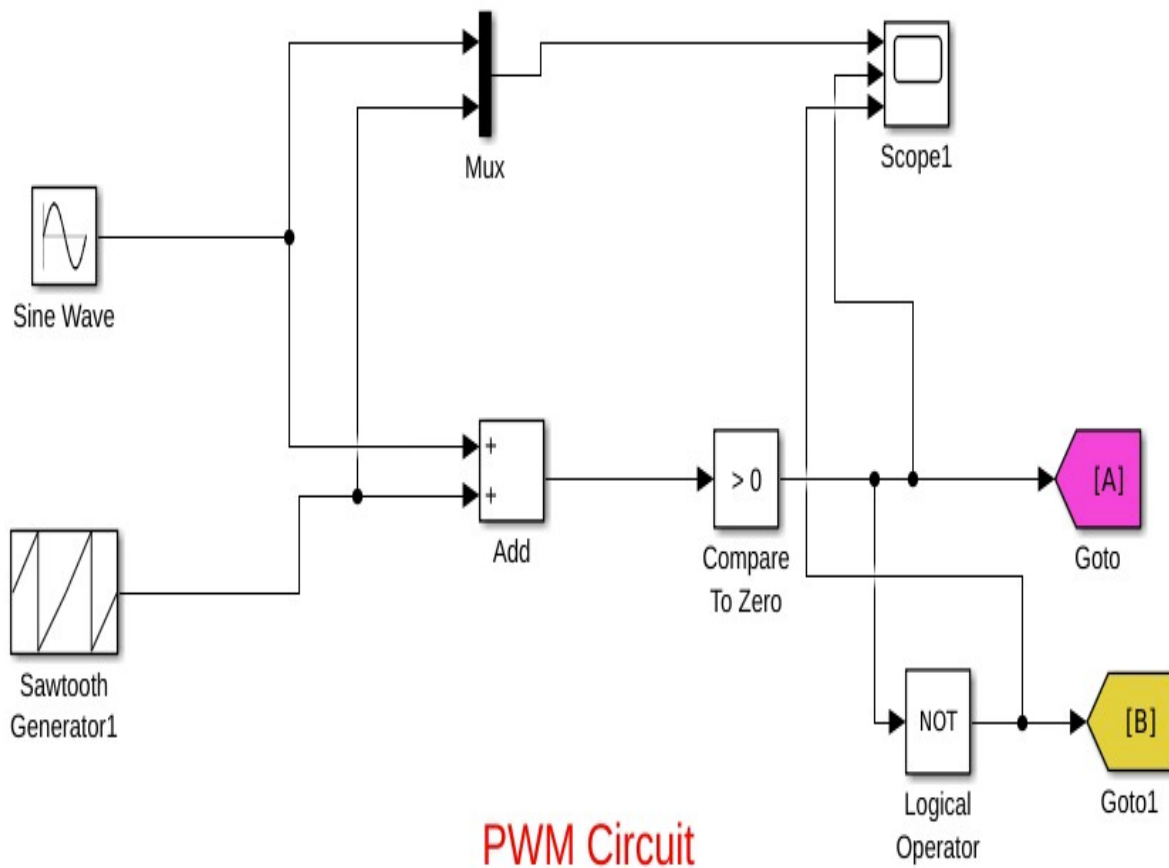 Mux
Scope1
Sine Wave
+
+
Add
> 0
Compare
To Zero
[A]
Goto
Sawtooth
Generator1
NOT
Logical
Operator
[B]
Goto1
PWM Circuit